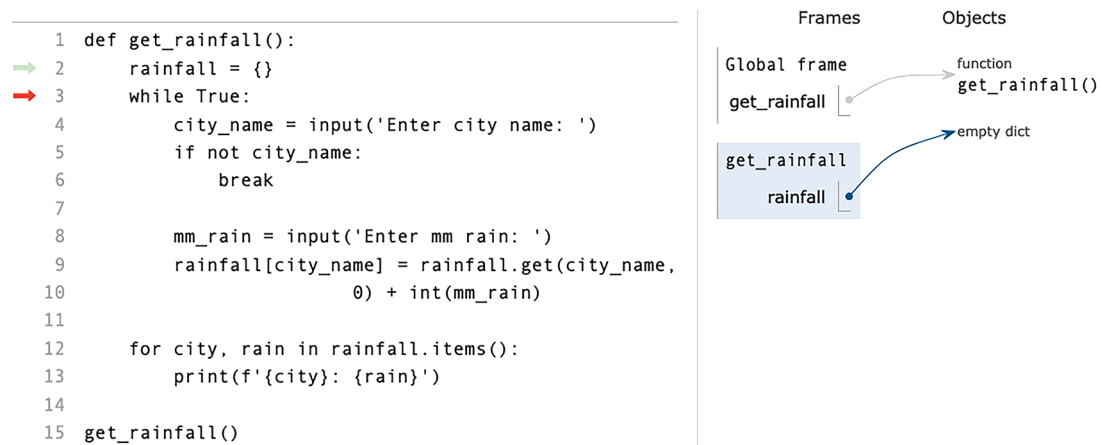 1 def get_rainfall():
2     rainfall = {}
3     while True:
4         city_name = input('Enter city name: ')
5         if not city_name:
6             break
7
8         mm_rain = input('Enter mm rain: ')
9         rainfall[city_name] = rainfall.get(city_name,
10                         0) + int(mm_rain)
11
12     for city, rain in rainfall.items():
13         print(f'{city}: {rain}')
14
15 get_rainfall()
Frames Objects
Global frame
get_rainfall
function
get_rainfall()
get_rainfall
rainfall
empty dict